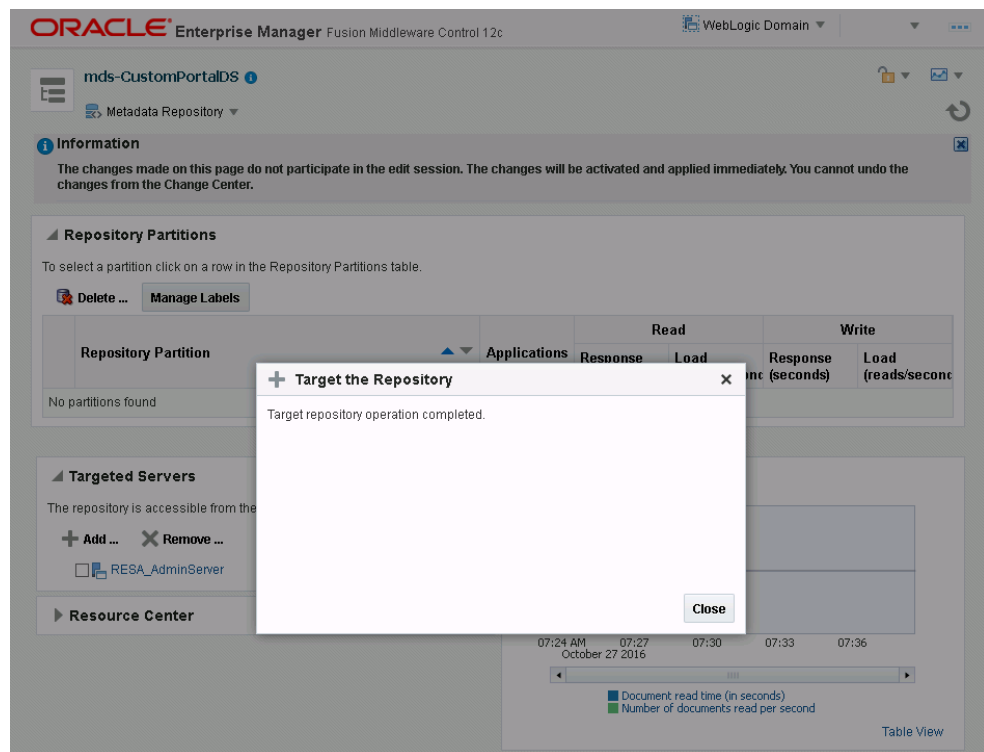 ORACLE Enterprise Manager Fusion Middleware Control 12c
WebLogic Domain
mds-CustomPortalDS
Metadata Repository
Information
The changes made on this page do not participate in the edit session. The changes will be activated and applied immediately. You cannot undo the
changes from the Change Center.
Repository Partitions
To select a partition click on a row in the Repository Partitions table.
Delete ... Manage Labels
Read Write
Repository Partition Applications
Response Load Response Load
(seconds) (reads/second
No partitions found
Target the Repository
Target repository operation completed.
Close
Targeted Servers
The repository is accessible from the
Add ... Remove ...
RESA_AdminServer
Resource Center
07:24 AM 07:27 07:30 07:33 07:36
October 27 2016
Document read time (in seconds)
Number of documents read per second
Table View